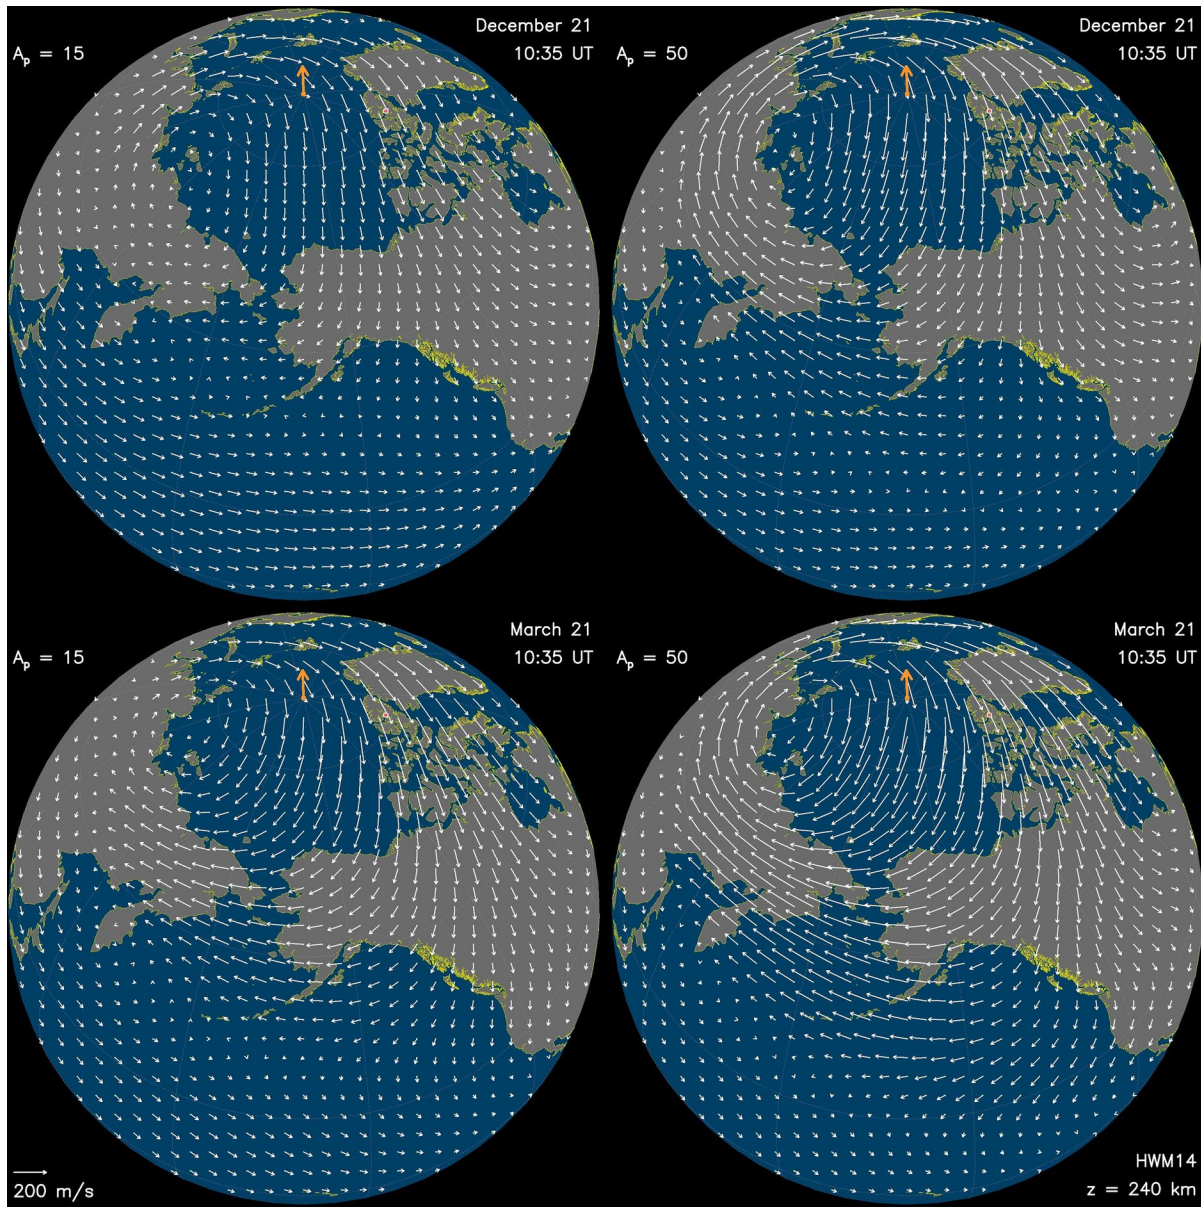 December 21
A_p = 15
10:35 UT
December 21
A_p = 50
10:35 UT
March 21
A_p = 15
10:35 UT
200 m/s
March 21
A_p = 50
10:35 UT
HWM14
z = 240 km